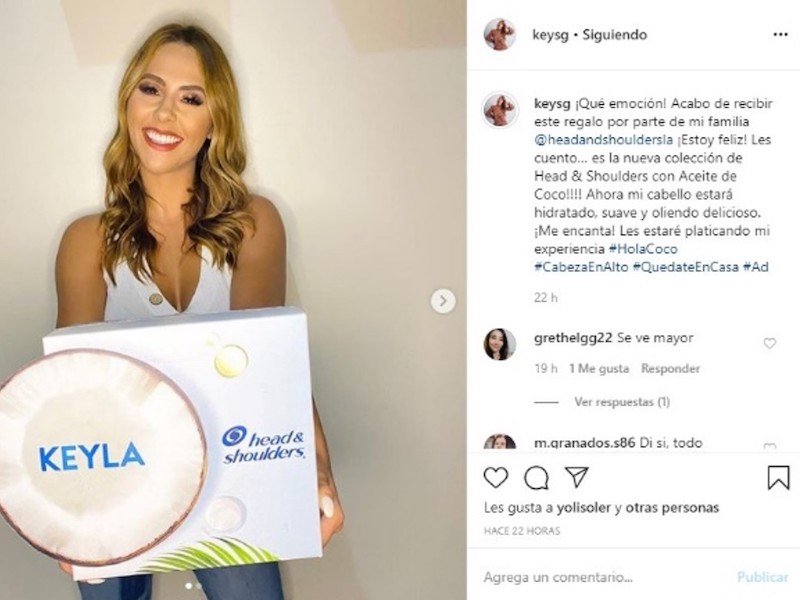 KEYLA
head&
shoulders.
keysg • Siguiendo
keysg ¡Qué emoción! Acabo de recibir
este regalo por parte de mi familia
@headandshouldersla ¡Estoy feliz! Les
cuento... es la nueva colección de
Head & Shoulders con Aceite de
Coco!!!! Ahora mi cabello estará
hidratado, suave y oliendo delicioso.
¡Me encanta! Les estaré platicando mi
experiencia #HolaCoco
#CabezaEnAlto #QuedateEnCasa #Ad
22 h
grethelgg22 Se ve mayor
19 h 1 Me gusta Responder
Ver respuestas (1)
m.granados.s86 Di si, todo
Les gusta a yolisoler y otras personas
HACE 22 HORAS
Agrega un comentario... Publicar